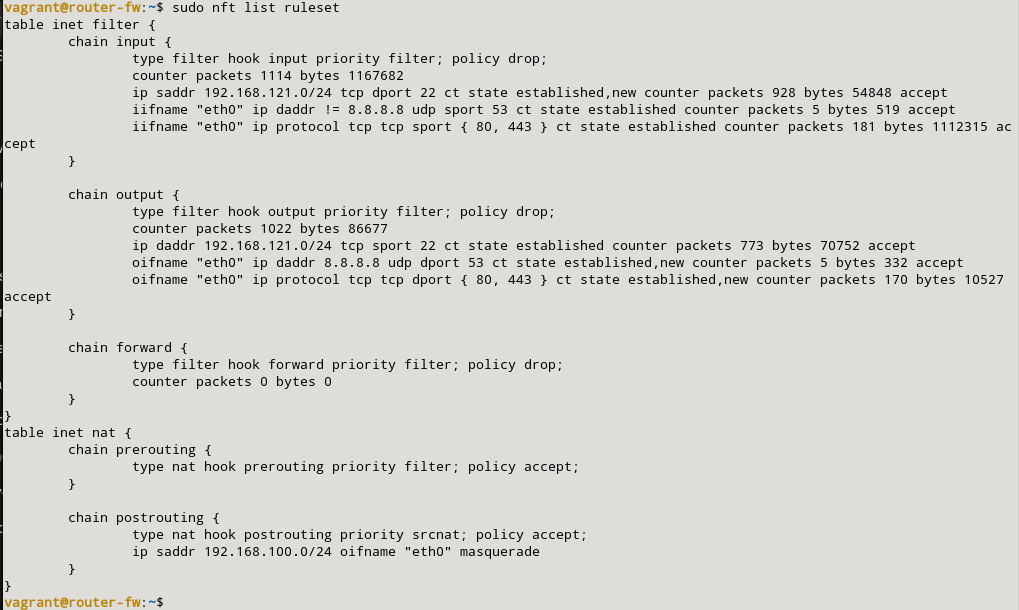 vagrant@router-fw:~$ sudo nft list ruleset
table inet filter {
        chain input {
                type filter hook input priority filter; policy drop;
                counter packets 1114 bytes 1167682
                ip saddr 192.168.121.0/24 tcp dport 22 ct state established,new counter packets 928 bytes 54848 accept
                iifname "eth0" ip daddr != 8.8.8.8 udp sport 53 ct state established counter packets 5 bytes 519 accept
                iifname "eth0" ip protocol tcp tcp sport { 80, 443 } ct state established counter packets 181 bytes 1112315 ac
cept
        }

        chain output {
                type filter hook output priority filter; policy drop;
                counter packets 1022 bytes 86677
                ip daddr 192.168.121.0/24 tcp sport 22 ct state established counter packets 773 bytes 70752 accept
                oifname "eth0" ip daddr 8.8.8.8 udp dport 53 ct state established,new counter packets 5 bytes 332 accept
                oifname "eth0" ip protocol tcp tcp dport { 80, 443 } ct state established,new counter packets 170 bytes 10527
accept
        }

        chain forward {
                type filter hook forward priority filter; policy drop;
                counter packets 0 bytes 0
        }
}
table inet nat {
        chain prerouting {
                type nat hook prerouting priority filter; policy accept;
        }

        chain postrouting {
                type nat hook postrouting priority srcnat; policy accept;
                ip saddr 192.168.100.0/24 oifname "eth0" masquerade
        }
}
vagrant@router-fw:~$